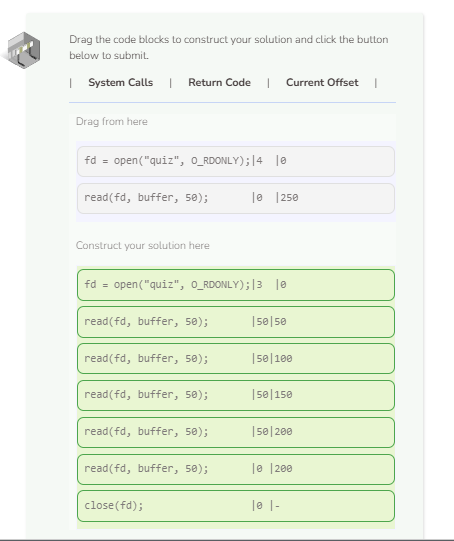 Drag the code blocks to construct your solution and click the button
below to submit.
| System Calls | Return Code | Current Offset |
Drag from here
fd = open("quiz", O_RDONLY);|4 |0
read(fd, buffer, 50); |0 |250
Construct your solution here
fd = open("quiz", O_RDONLY);|3 |0
read(fd, buffer, 50); |50|50
read(fd, buffer, 50); |50|100
read(fd, buffer, 50); |50|150
read(fd, buffer, 50); |50|200
read(fd, buffer, 50); |0 |200
close(fd); |0 |-